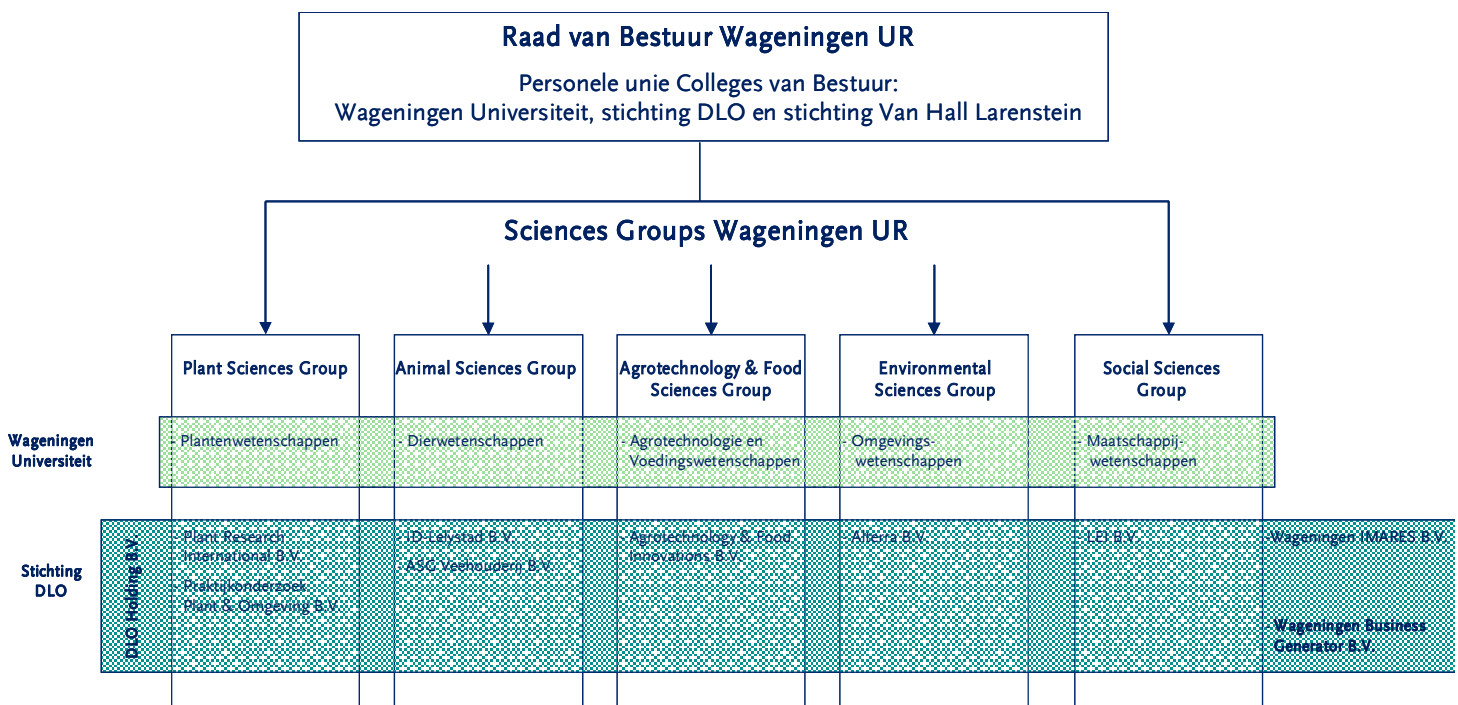 Raad van Bestuur Wageningen UR
Personele unie Colleges van Bestuur:
Wageningen Universiteit, stichting DLO en stichting Van Hall Larenstein
Sciences Groups Wageningen UR
Plant Sciences Group
Animal Sciences Group
Agrotechnology & Food
Sciences Group
Environmental
Sciences Group
Social Sciences
Group
Wageningen
Universiteit
- Plantenwetenschappen
- Dierwetenschappen
- Agrotechnologie en
Voedingswetenschappen
- Omgevings-
wetenschappen
- Maatschappij-
wetenschappen
Stichting
DLO
DLO Holding B.V.
- Plant Research
International B.V.
- Praktijkonderzoek
Plant & Omgeving B.V.
- ID-Lelystad B.V.
- ASG Veehouderij B.V.
- Agrotechnology & Food
Innovations B.V.
- Alterra B.V.
- LEI B.V.
- Wageningen IMARES B.V.
- Wageningen Business
Generator B.V.